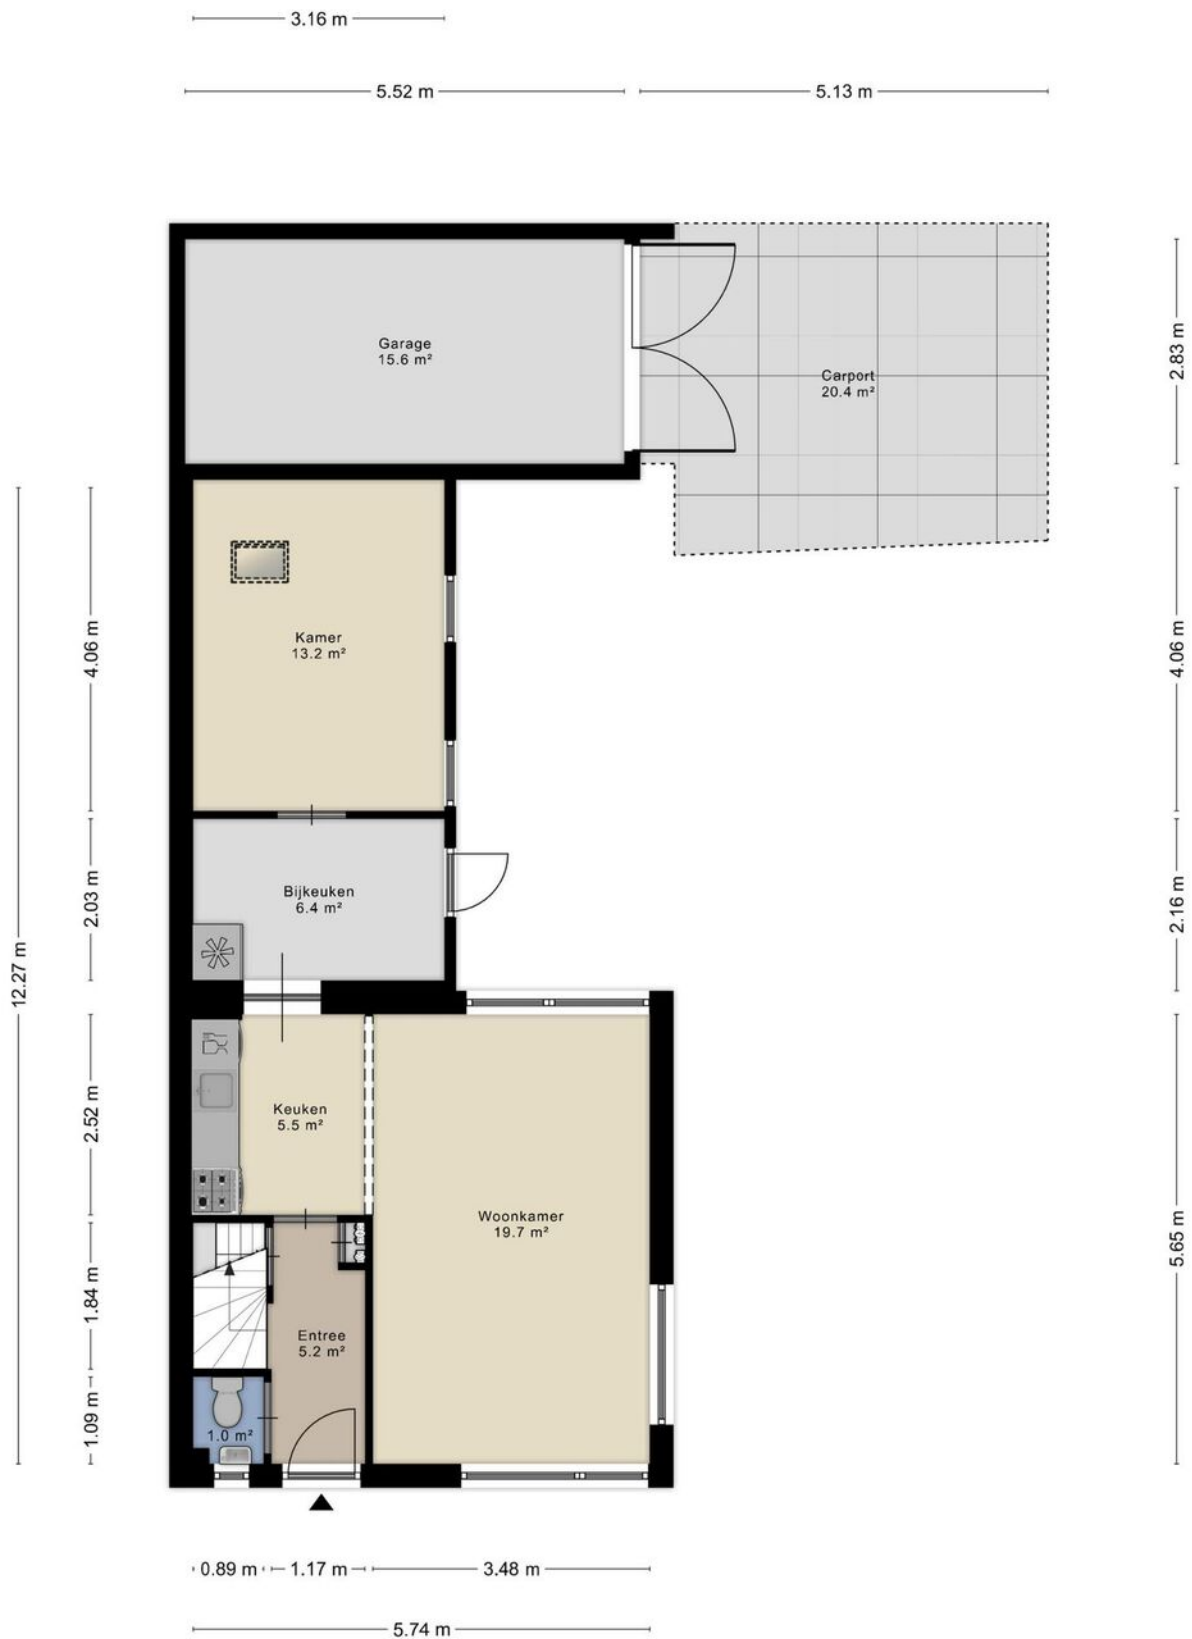 3.16 m
5.52 m
5.13 m
Garage
15.6 m²
Carport
20.4 m²
2.83 m
Kamer
13.2 m²
4.06 m
4.06 m
Bijkeuken
6.4 m²
2.03 m
2.16 m
12.27 m
Keuken
5.5 m²
2.52 m
Woonkamer
19.7 m²
5.65 m
Entree
5.2 m²
1.84 m
1.0 m²
1.09 m
0.89 m
1.17 m
3.48 m
5.74 m